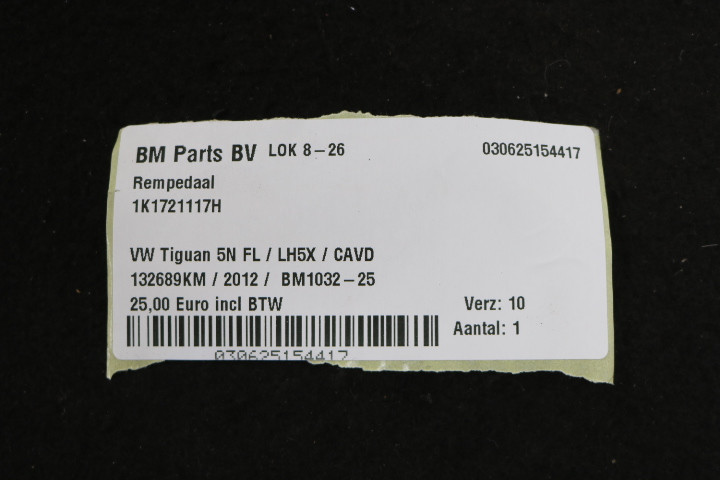 BM Parts BV LOK 8-26 030625154417
Rempedaal
1K1721117H
VW Tiguan 5N FL / LH5X / CAVD
132689KM / 2012 / BM1032-25
25,00 Euro incl BTW Verz: 10
Aantal: 1
030625154417